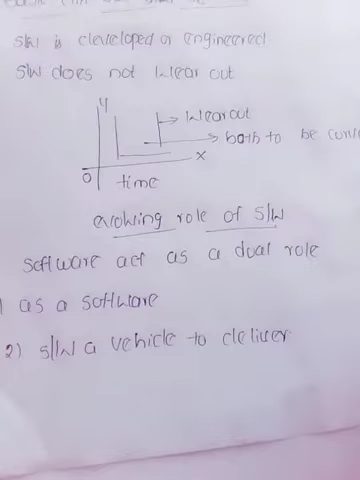 S/W is developed or engineered
S/W does not wear out
y
→ Wear out
→ both to be
x
0
time
evolving role of S/W
Software act as a dual role
1 as a software
2) S/W a vehicle to deliver